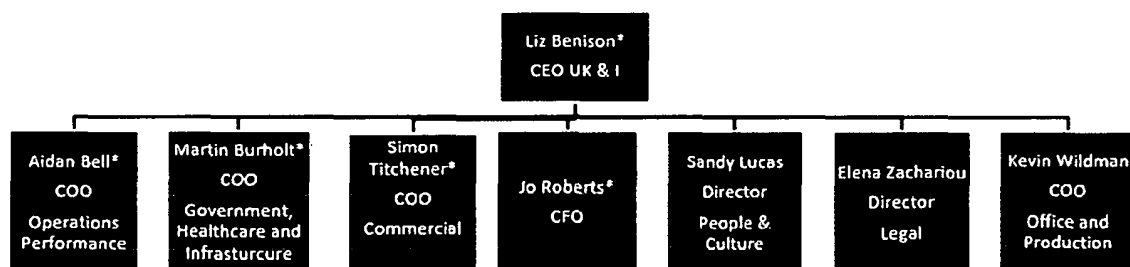 Liz Benison*
CEO UK & I
Aidan Bell*
COO
Operations
Performance
Martin Burholt*
COO
Government,
Healthcare and
Infrasturcure
Simon
Titchener*
COO
Commercial
Jo Roberts*
CFO
Sandy Lucas
Director
People &
Culture
Elena Zachariou
Director
Legal
Kevin Wildman
COO
Office and
Production